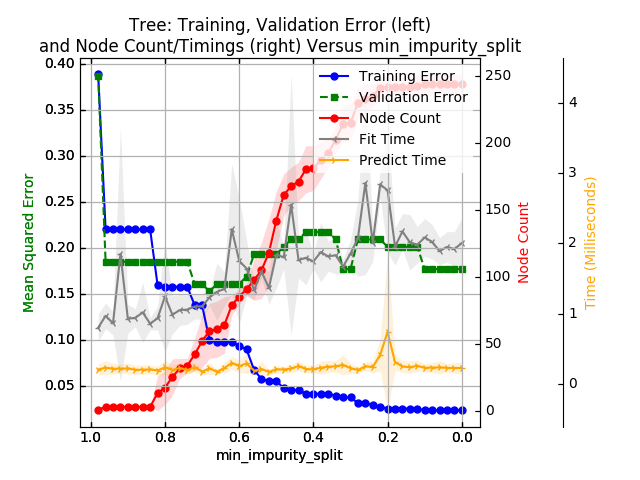 Tree: Training, Validation Error (left)
and Node Count/Timings (right) Versus min_impurity_split
Training Error
Validation Error
Node Count
Fit Time
Predict Time
Mean Squared Error
0.40
0.35
0.30
0.25
0.20
0.15
0.10
0.05
250
200
150
100
50
0
Node Count
4
3
2
1
0
Time (Milliseconds)
1.0 0.8 0.6 0.4 0.2 0.0
min_impurity_split